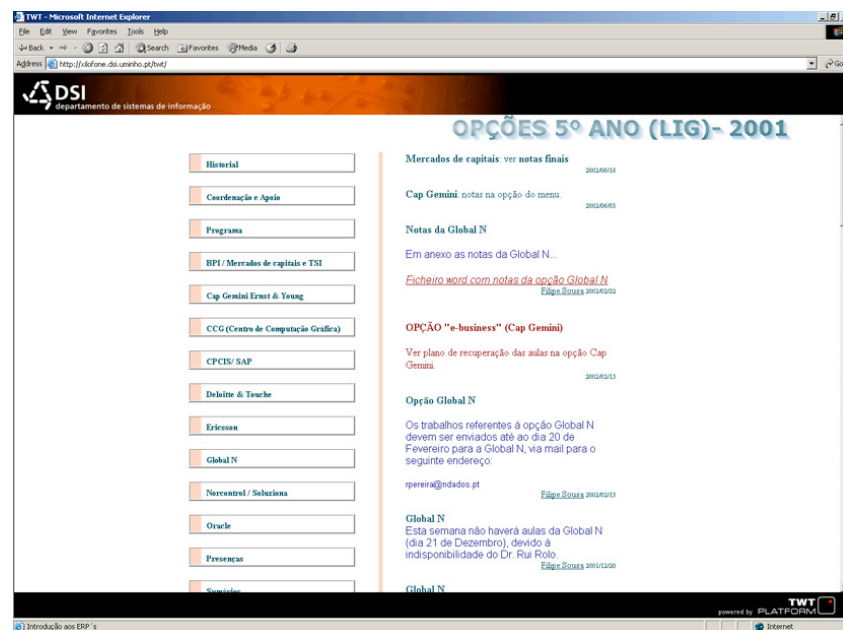 TWT - Microsoft Internet Explorer
File Edit View Favorites Tools Help
Back Search Favorites Media
Address http://xilofone.dsi.uminho.pt/twt/ Go
DSI
departamento de sistemas de informação
OPÇÕES 5º ANO (LIG)- 2001
Historial
Coordenação e Apoio
Programa
BPI / Mercados de capitais e TSI
Cap Gemini Ernst & Young
CCG (Centro de Computação Gráfica)
CPCIS/ SAP
Deloitte & Touche
Ericsson
Global N
Norcontrol / Soluziona
Oracle
Presenças
Sumários
Mercados de capitais: ver notas finais
2002/06/18
Cap Gemini: notas na opção do menu.
2002/06/03
Notas da Global N
Em anexo as notas da Global N...
Ficheiro word com notas da opção Global N
Filipe Sousa 2002/02/22
OPÇÃO "e-business" (Cap Gemini)
Ver plano de recuperação das aulas na opção Cap
Gemini.
2002/02/15
Opção Global N
Os trabalhos referentes á opção Global N
devem ser enviados até ao dia 20 de
Fevereiro para a Global N, via mail para o
seguinte endereço:
rpereira@ndados.pt
Filipe Sousa 2002/02/13
Global N
Esta semana não haverá aulas da Global N
(dia 21 de Dezembro), devido à
indisponibilidade do Dr. Rui Rolo.
Filipe Sousa 2001/12/20
Global N
TWT
powered by PLATFORM
Introdução aos ERP´s
Internet